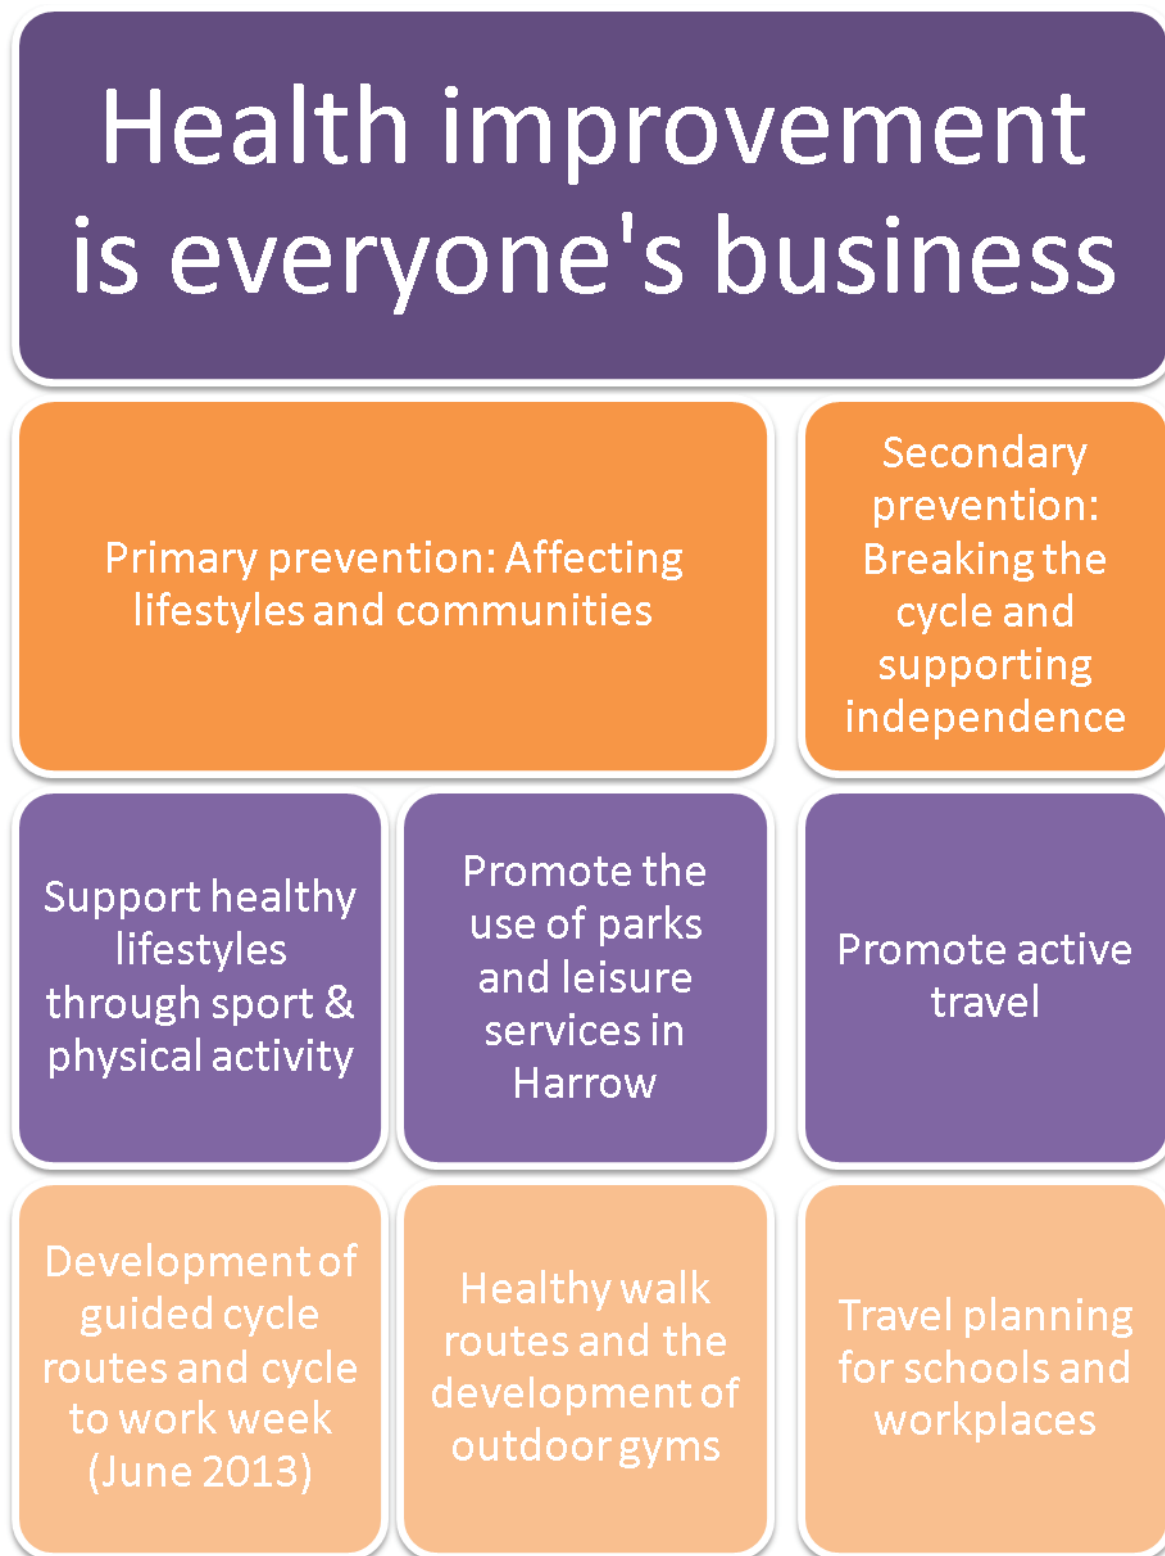 Health improvement
is everyone's business
Primary prevention: Affecting
lifestyles and communities
Secondary
prevention:
Breaking the
cycle and
supporting
independence
Support healthy
lifestyles
through sport &
physical activity
Promote the
use of parks
and leisure
services in
Harrow
Promote active
travel
Development of
guided cycle
routes and cycle
to work week
(June 2013)
Healthy walk
routes and the
development of
outdoor gyms
Travel planning
for schools and
workplaces